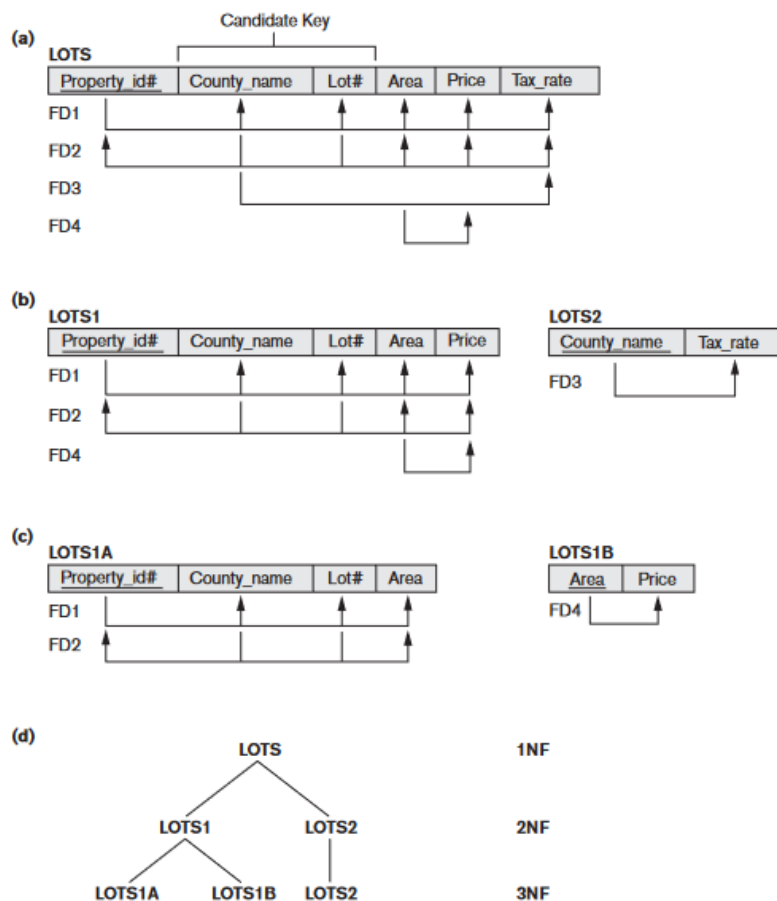 Candidate Key
(a)
LOTS
Property_id# County_name Lot# Area Price Tax_rate
FD1
FD2
FD3
FD4
(b)
LOTS1 LOTS2
Property_id# County_name Lot# Area Price County_name Tax_rate
FD1
FD3
FD2
FD4
(c)
LOTS1A LOTS1B
Property_id# County_name Lot# Area Area Price
FD1 FD4
FD2
(d)
LOTS 1NF
LOTS1 LOTS2 2NF
LOTS1A LOTS1B LOTS2 3NF